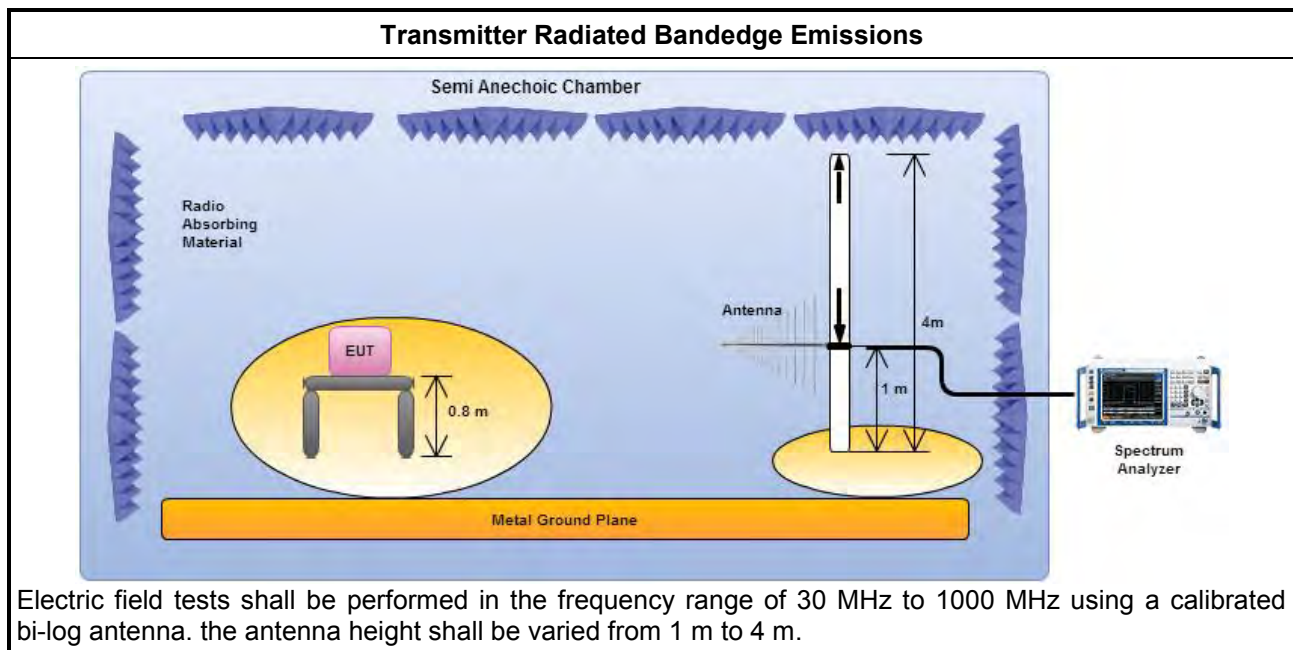 Transmitter Radiated Bandedge Emissions
Semi Anechoic Chamber
Radio
Absorbing
Material
Antenna
4m
EUT
1 m
0.8 m
Spectrum
Analyzer
Metal Ground Plane
Electric field tests shall be performed in the frequency range of 30 MHz to 1000 MHz using a calibrated
bi-log antenna. the antenna height shall be varied from 1 m to 4 m.